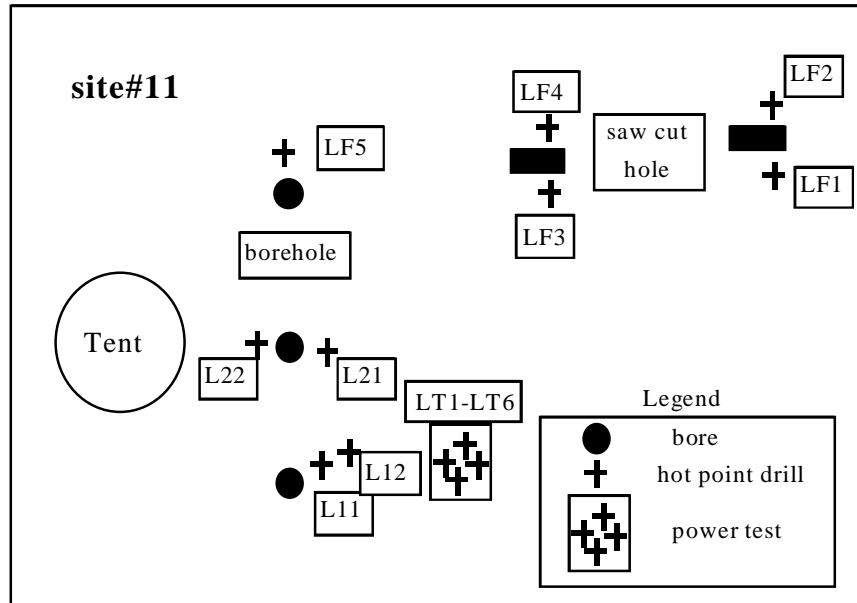 site#11
LF2
LF4
saw cut
hole
LF5
LF1
LF3
borehole
Tent
L22
L21
LT1-LT6
Legend
bore
L12
hot point drill
L11
power test